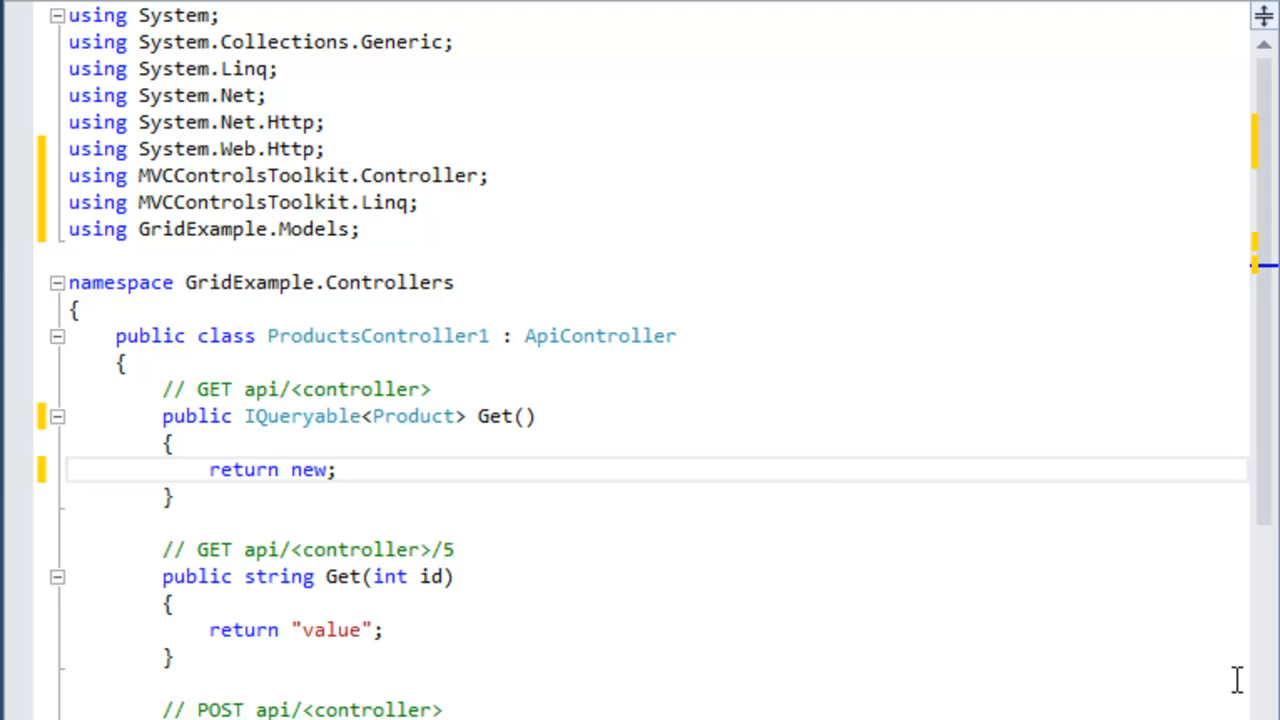 using System;
using System.Collections.Generic;
using System.Linq;
using System.Net;
using System.Net.Http;
using System.Web.Http;
using MVCControlsToolkit.Controller;
using MVCControlsToolkit.Linq;
using GridExample.Models;
namespace GridExample.Controllers
{
public class ProductsController1 : ApiController
{
// GET api/<controller>
public IQueryable<Product> Get()
{
return new;
}
// GET api/<controller>/5
public string Get(int id)
{
return "value";
}
// POST api/<controller>